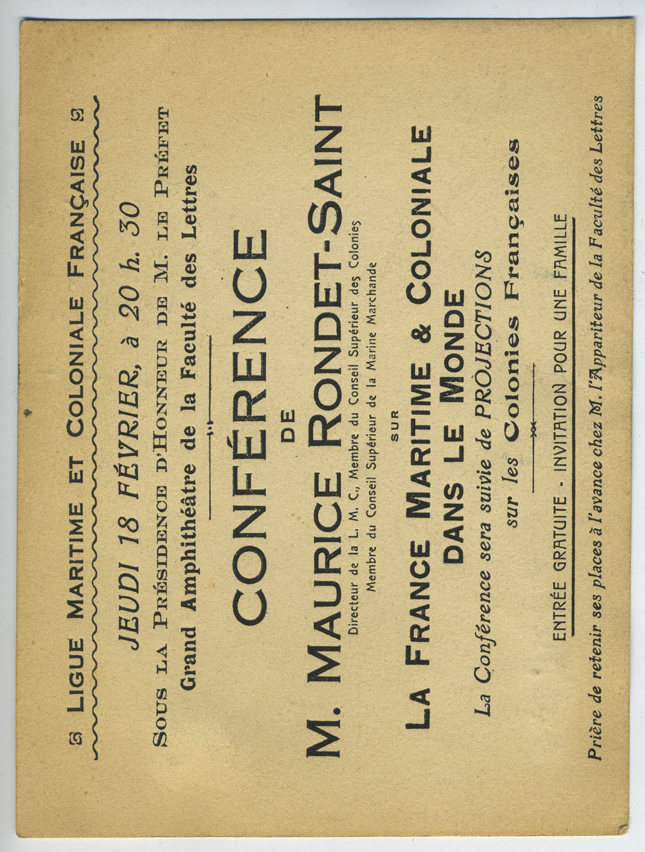 LIGUE MARITIME ET COLONIALE FRANÇAISE
JEUDI 18 FÉVRIER, à 20 h. 30
SOUS LA PRÉSIDENCE D'HONNEUR DE M. LE PRÉFET
Grand Amphithéâtre de la Faculté des Lettres
CONFÉRENCE
DE
M. MAURICE RONDET-SAINT
Directeur de la L. M. C., Membre du Conseil Supérieur des Colonies
Membre du Conseil Supérieur de la Marine Marchande
SUR
LA FRANCE MARITIME & COLONIALE
DANS LE MONDE
La Conférence sera suivie de PROJECTIONS
sur les Colonies Françaises
ENTRÉE GRATUITE - INVITATION POUR UNE FAMILLE
Prière de retenir ses places à l'avance chez M. l'Appariteur de la Faculté des Lettres